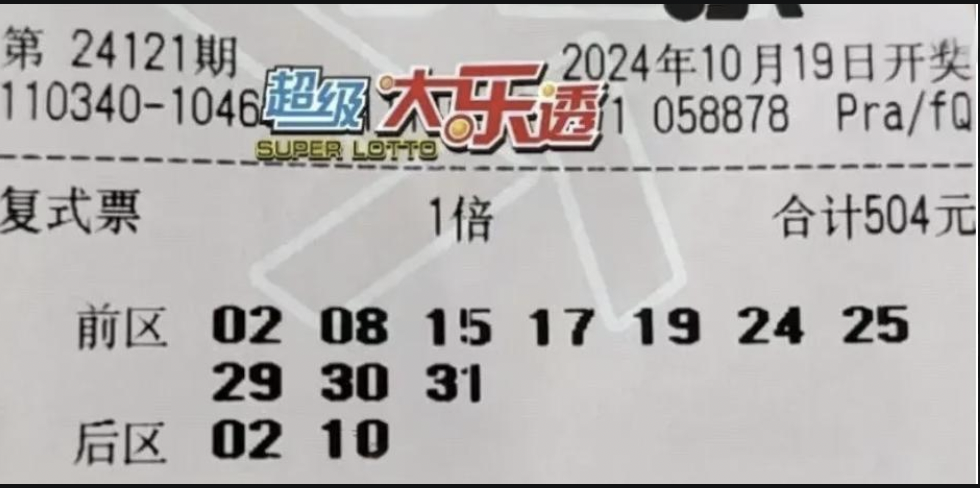 第 24121期
2024年10月19日开奖
110340-1046
超级大乐透
SUPER LOTTO
1 058878 Pra/fQ
复式票 1倍 合计504元
前区 02 08 15 17 19 24 25
29 30 31
后区 02 10